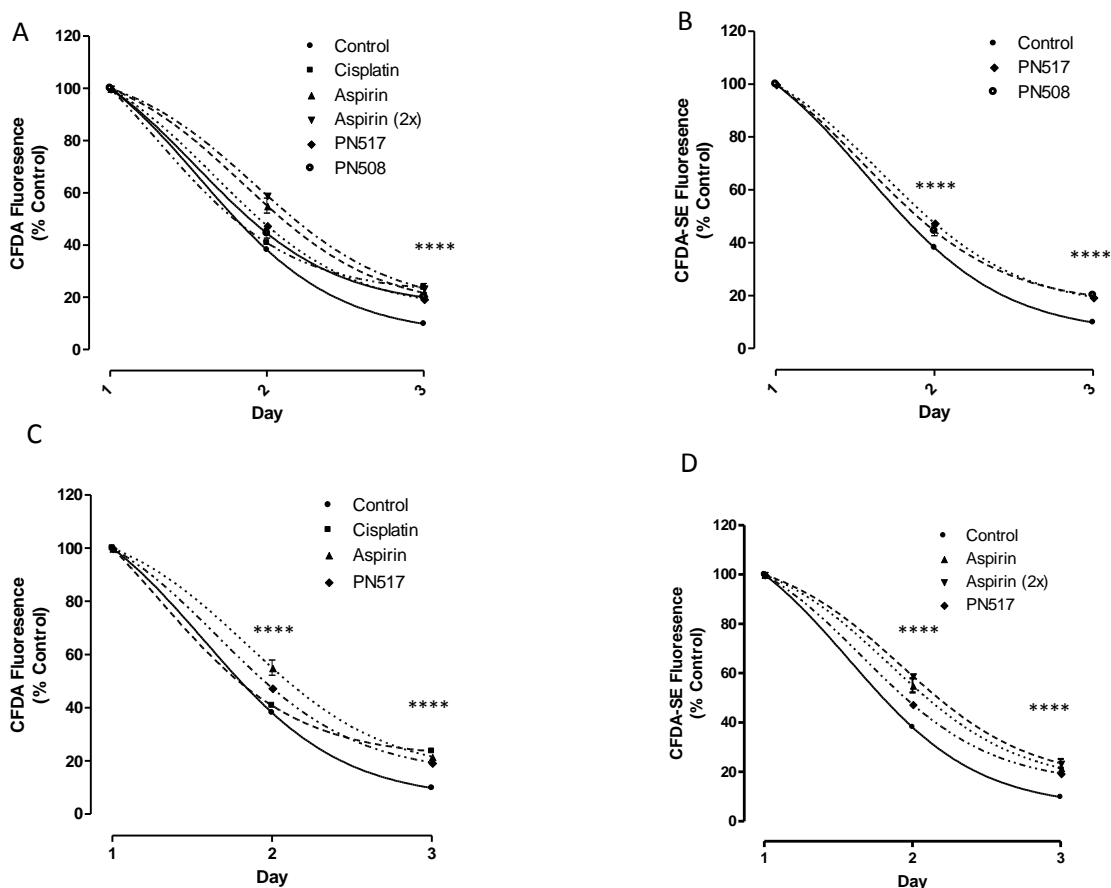 A
CFDA Fluoresence
(% Control)
120
100
80
60
40
20
0
Control
Cisplatin
Aspirin
Aspirin (2x)
PN517
PN508
****
1
2
3
Day
B
CFDA-SE Fluoresence
(% Control)
120
100
80
60
40
20
0
Control
PN517
PN508
****
****
1
2
3
Day
C
CFDA Fluoresence
(% Control)
120
100
80
60
40
20
0
Control
Cisplatin
Aspirin
PN517
****
****
1
2
3
Day
D
CFDA-SE Fluoresence
(% Control)
120
100
80
60
40
20
0
Control
Aspirin
Aspirin (2x)
PN517
****
****
1
2
3
Day